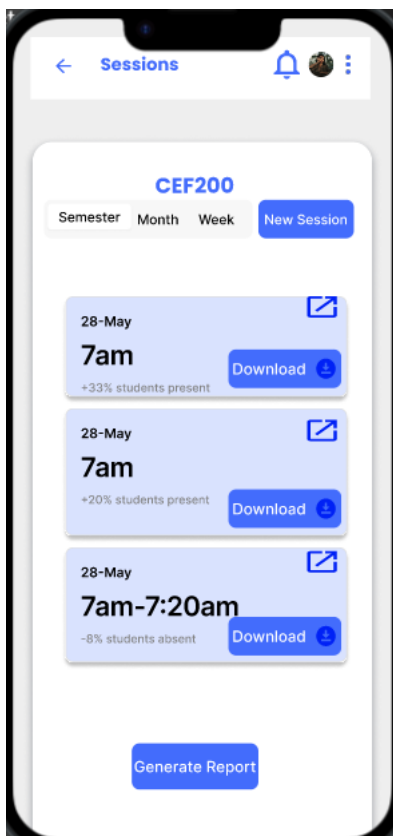 Sessions
CEF200
Semester Month Week New Session
28-May
7am
Download
+33% students present
28-May
7am
+20% students present
Download
28-May
7am-7:20am
-8% students absent
Download
Generate Report